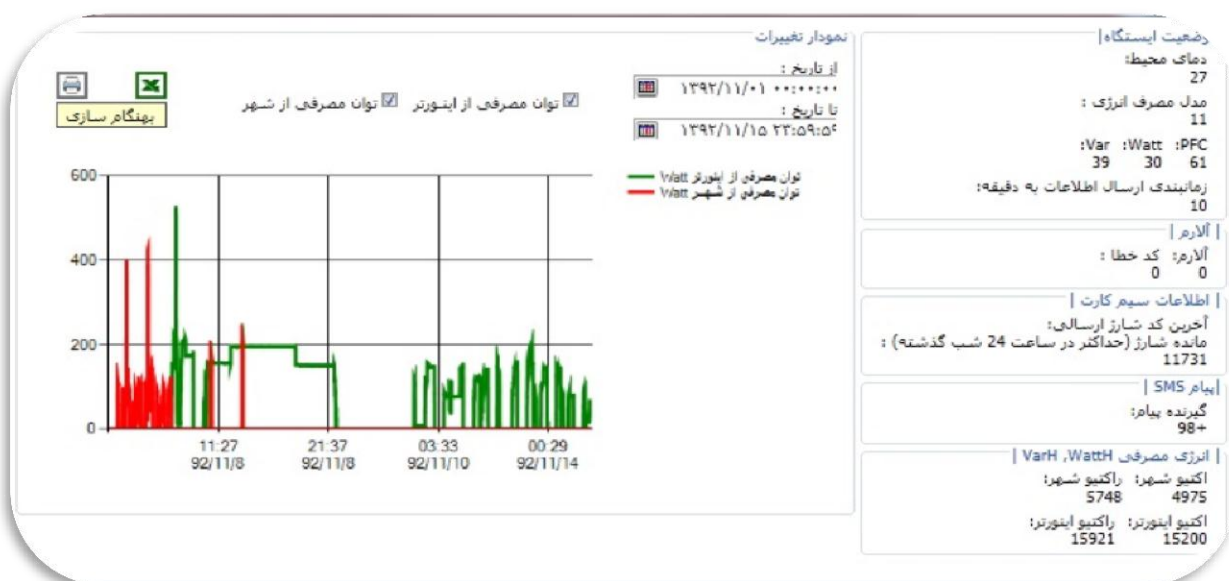 وضعیت ایستگاه|
دمای محیط:
27
مدل مصرف انرژی :
11
PFC: Watt: Var:
61 30 39
زمانبندی ارسال اطلاعات به دقیقه:
10
| آلارم |
آلارم: کد خطا :
0 0
| اطلاعات سیم کارت |
آخرین کد شارژ ارسالی:
مانده شارژ (حداکثر در ساعت 24 شب گذشته) :
11731
|پیام SMS |
گیرنده پیام:
+98
| انرژی مصرفی VarH ,WattH |
اکتیو شهر: راکتیو شهر:
4975 5748
اکتیو اینورتر: راکتیو اینورتر:
15200 15921
نمودار تغییرات
از تاریخ :
۱۳۹۲/۱۱/۰۱ ۰۰:۰۰:۰۰
تا تاریخ :
۱۳۹۲/۱۱/۱۵ ۲۳:۵۹:۵۹
توان مصرفی از اینورتر توان مصرفی از شهر
بهنگام سازی
توان مصرفی از اینورتر Watt
توان مصرفی از شهر Watt
600
400
200
0
11:27 21:37 03:33 00:29
92/11/8 92/11/8 92/11/10 92/11/14